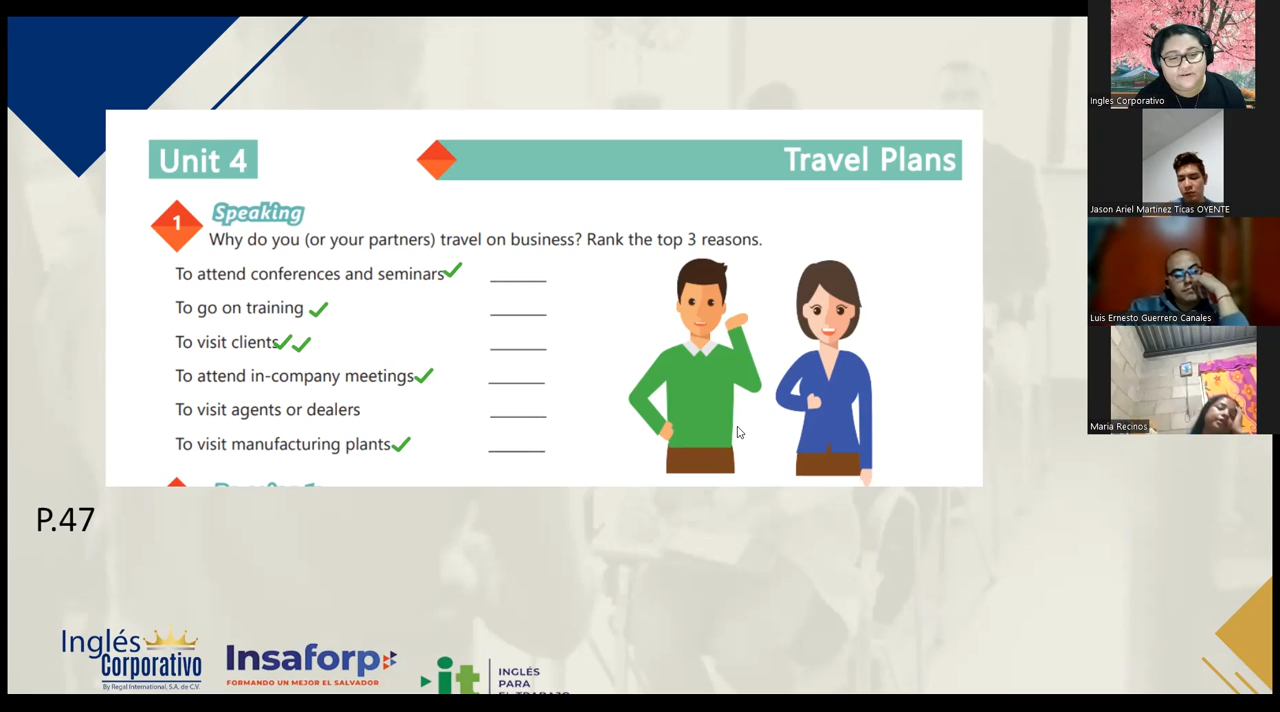 Unit 4
Travel Plans
1
Speaking
Why do you (or your partners) travel on business? Rank the top 3 reasons.
To attend conferences and seminars
To go on training
To visit clients
To attend in-company meetings
To visit agents or dealers
To visit manufacturing plants
P.47
Inglés
Corporativo
By Regal International, S.A. de C.V.
Insaforp
FORMANDO UN MEJOR EL SALVADOR
it
INGLÉS
PARA
Ingles Corporativo
Jason Ariel Martinez Ticas OYENTE
Luis Ernesto Guerrero Canales
Maria Recinos